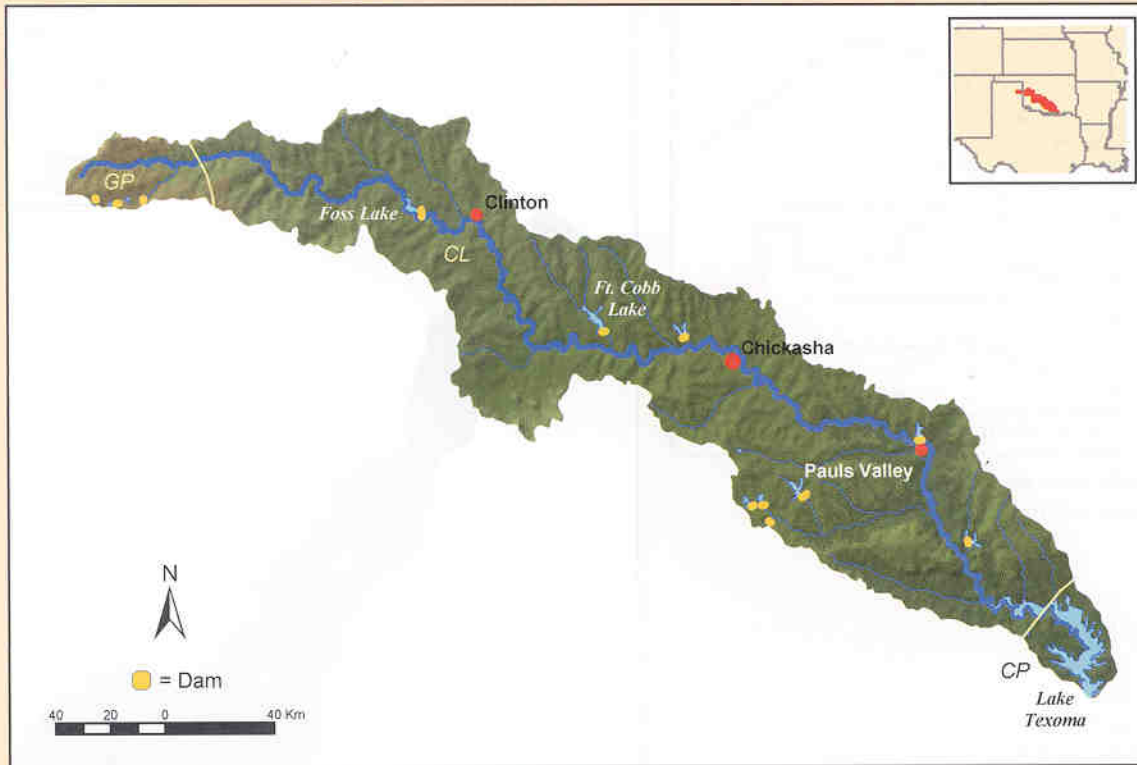 GP
Foss Lake
Clinton
CL
Ft. Cobb
Lake
Chickasha
Pauls Valley
N
= Dam
40 20 0 40 Km
CP
Lake
Texoma